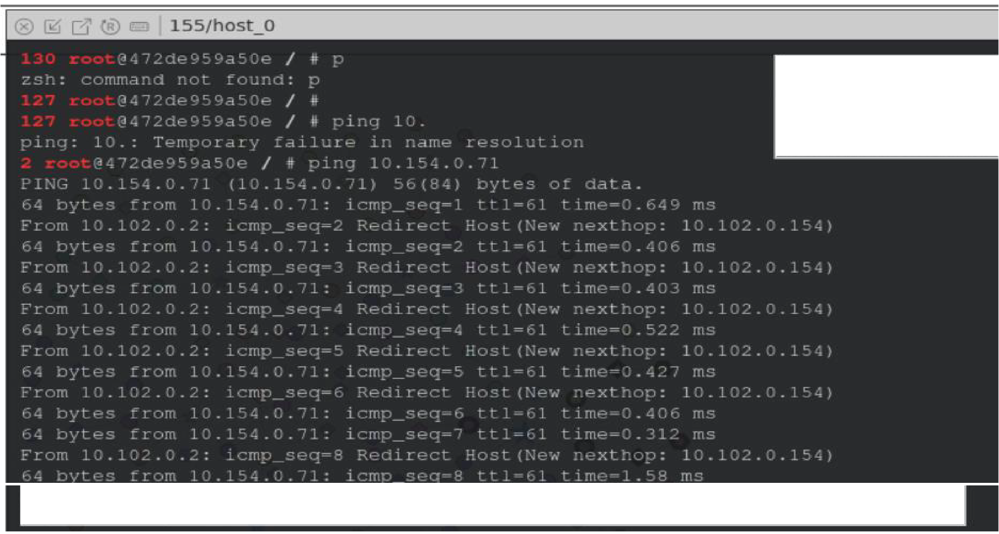 155/host_0
130 root@472de959a50e / # p
zsh: command not found: p
127 root@472de959a50e / #
127 root@472de959a50e / # ping 10.
ping: 10.: Temporary failure in name resolution
2 root@472de959a50e / # ping 10.154.0.71
PING 10.154.0.71 (10.154.0.71) 56(84) bytes of data.
64 bytes from 10.154.0.71: icmp_seq=1 ttl=61 time=0.649 ms
From 10.102.0.2: icmp_seq=2 Redirect Host(New nexthop: 10.102.0.154)
64 bytes from 10.154.0.71: icmp_seq=2 ttl=61 time=0.406 ms
From 10.102.0.2: icmp_seq=3 Redirect Host(New nexthop: 10.102.0.154)
64 bytes from 10.154.0.71: icmp_seq=3 ttl=61 time=0.403 ms
From 10.102.0.2: icmp_seq=4 Redirect Host(New nexthop: 10.102.0.154)
64 bytes from 10.154.0.71: icmp_seq=4 ttl=61 time=0.522 ms
From 10.102.0.2: icmp_seq=5 Redirect Host(New nexthop: 10.102.0.154)
64 bytes from 10.154.0.71: icmp_seq=5 ttl=61 time=0.427 ms
From 10.102.0.2: icmp_seq=6 Redirect Host(New nexthop: 10.102.0.154)
64 bytes from 10.154.0.71: icmp_seq=6 ttl=61 time=0.406 ms
64 bytes from 10.154.0.71: icmp_seq=7 ttl=61 time=0.312 ms
From 10.102.0.2: icmp_seq=8 Redirect Host(New nexthop: 10.102.0.154)
64 bytes from 10.154.0.71: icmp_seq=8 ttl=61 time=1.58 ms